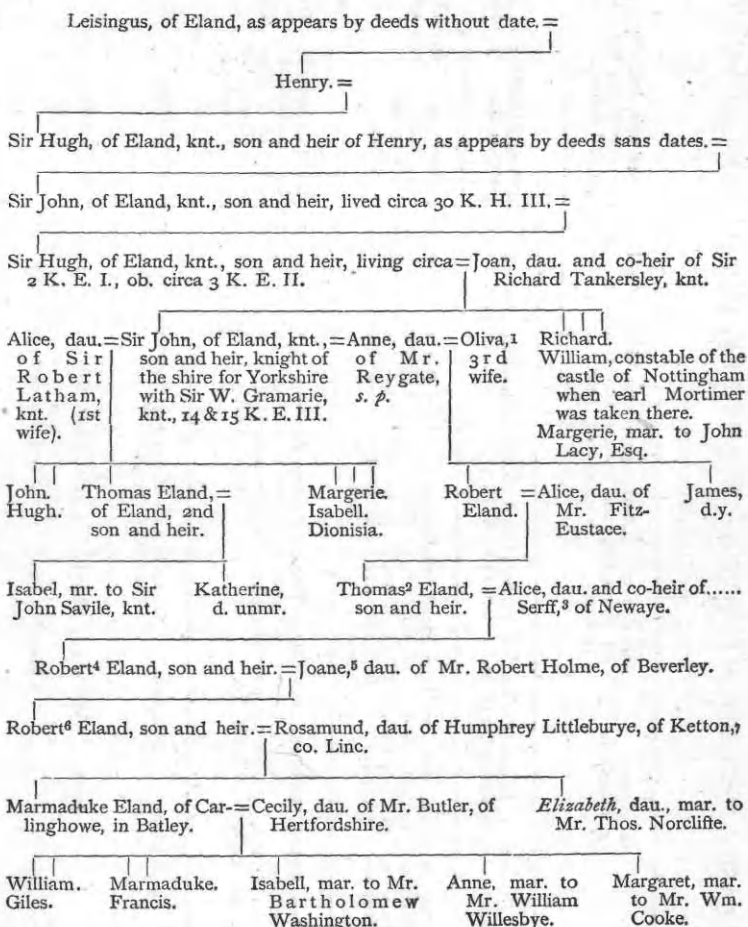 Leisingus, of Eland, as appears by deeds without date. =
Henry. =
Sir Hugh, of Eland, knt., son and heir of Henry, as appears by deeds sans dates. =
Sir John, of Eland, knt., son and heir, lived circa 30 K. H. III. =
Sir Hugh, of Eland, knt., son and heir, living circa = Joan, dau. and co-heir of Sir
2 K. E. I., ob. circa 3 K. E. II.
Richard Tankersley, knt.
Alice, dau.
of Sir
Robert
Latham,
knt. (1st
wife).
= Sir John, of Eland, knt., =
son and heir, knight of
the shire for Yorkshire
with Sir W. Gramarie,
knt., 14 & 15 K. E. III.
Anne, dau.
of Mr.
Reygate,
s. p.
= Oliva,1
3rd
wife.
Richard.
William, constable of the
castle of Nottingham
when earl Mortimer
was taken there.
Margerie, mar. to John
Lacy, Esq.
John.
Hugh.
Thomas Eland, =
of Eland, 2nd
son and heir.
Margerie.
Isabell.
Dionisia.
Robert
Eland.
= Alice, dau. of
Mr. Fitz-
Eustace.
James,
d.y.
Isabel, mr. to Sir
John Savile, knt.
Katherine,
d. unmr.
Thomas2 Eland,
son and heir.
= Alice, dau. and co-heir of......
Serff,3 of Newaye.
Robert4 Eland, son and heir. = Joane,5 dau. of Mr. Robert Holme, of Beverley.
Robert6 Eland, son and heir. = Rosamund, dau. of Humphrey Littleburye, of Ketton,7
co. Linc.
Marmaduke Eland, of Car-
linghowe, in Batley.
= Cecily, dau. of Mr. Butler, of
Hertfordshire.
Elizabeth, dau., mar. to
Mr. Thos. Norcliffe.
William.
Giles.
Marmaduke.
Francis.
Isabell, mar. to Mr.
Bartholomew
Washington.
Anne, mar. to
Mr. William
Willesbye.
Margaret, mar.
to Mr. Wm.
Cooke.